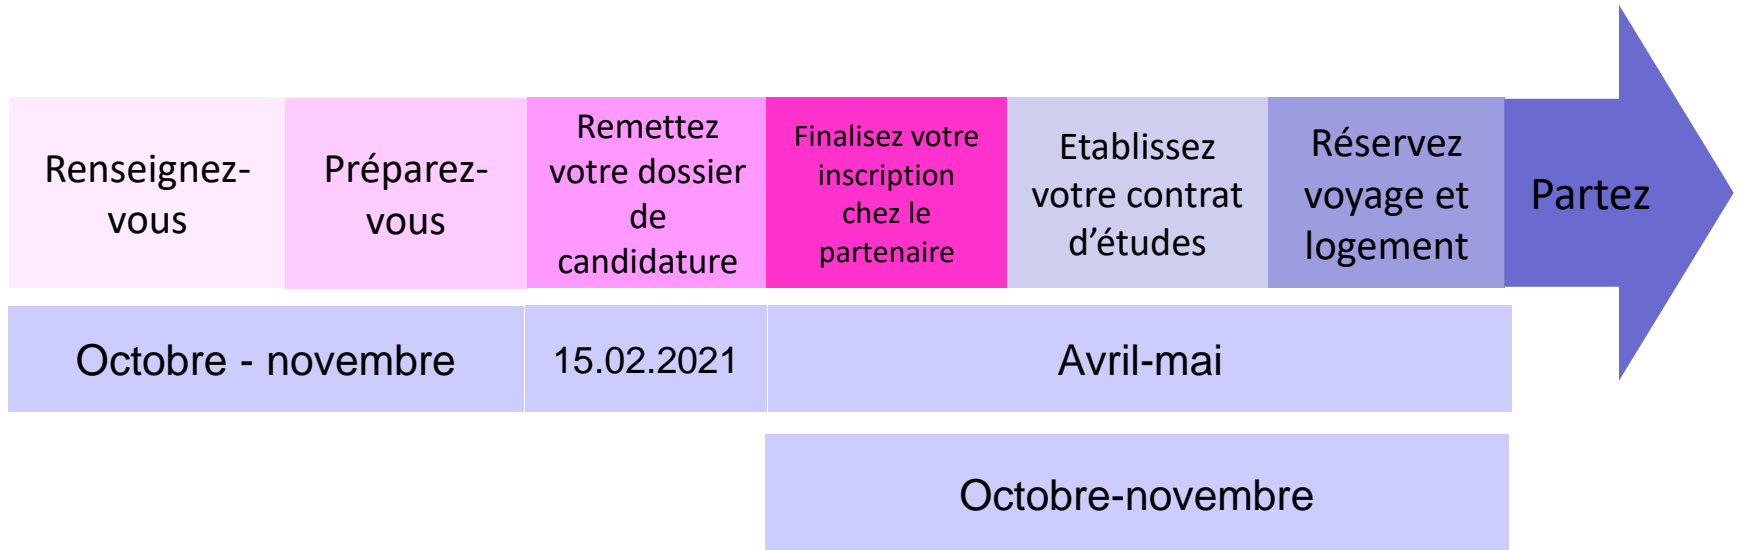 Renseignez-
vous
Préparez-
vous
Remettez
votre dossier
de
candidature
Finalisez votre
inscription
chez le
partenaire
Etablissez
votre contrat
d’études
Réservez
voyage et
logement
Partez
Octobre - novembre
15.02.2021
Avril-mai
Octobre-novembre